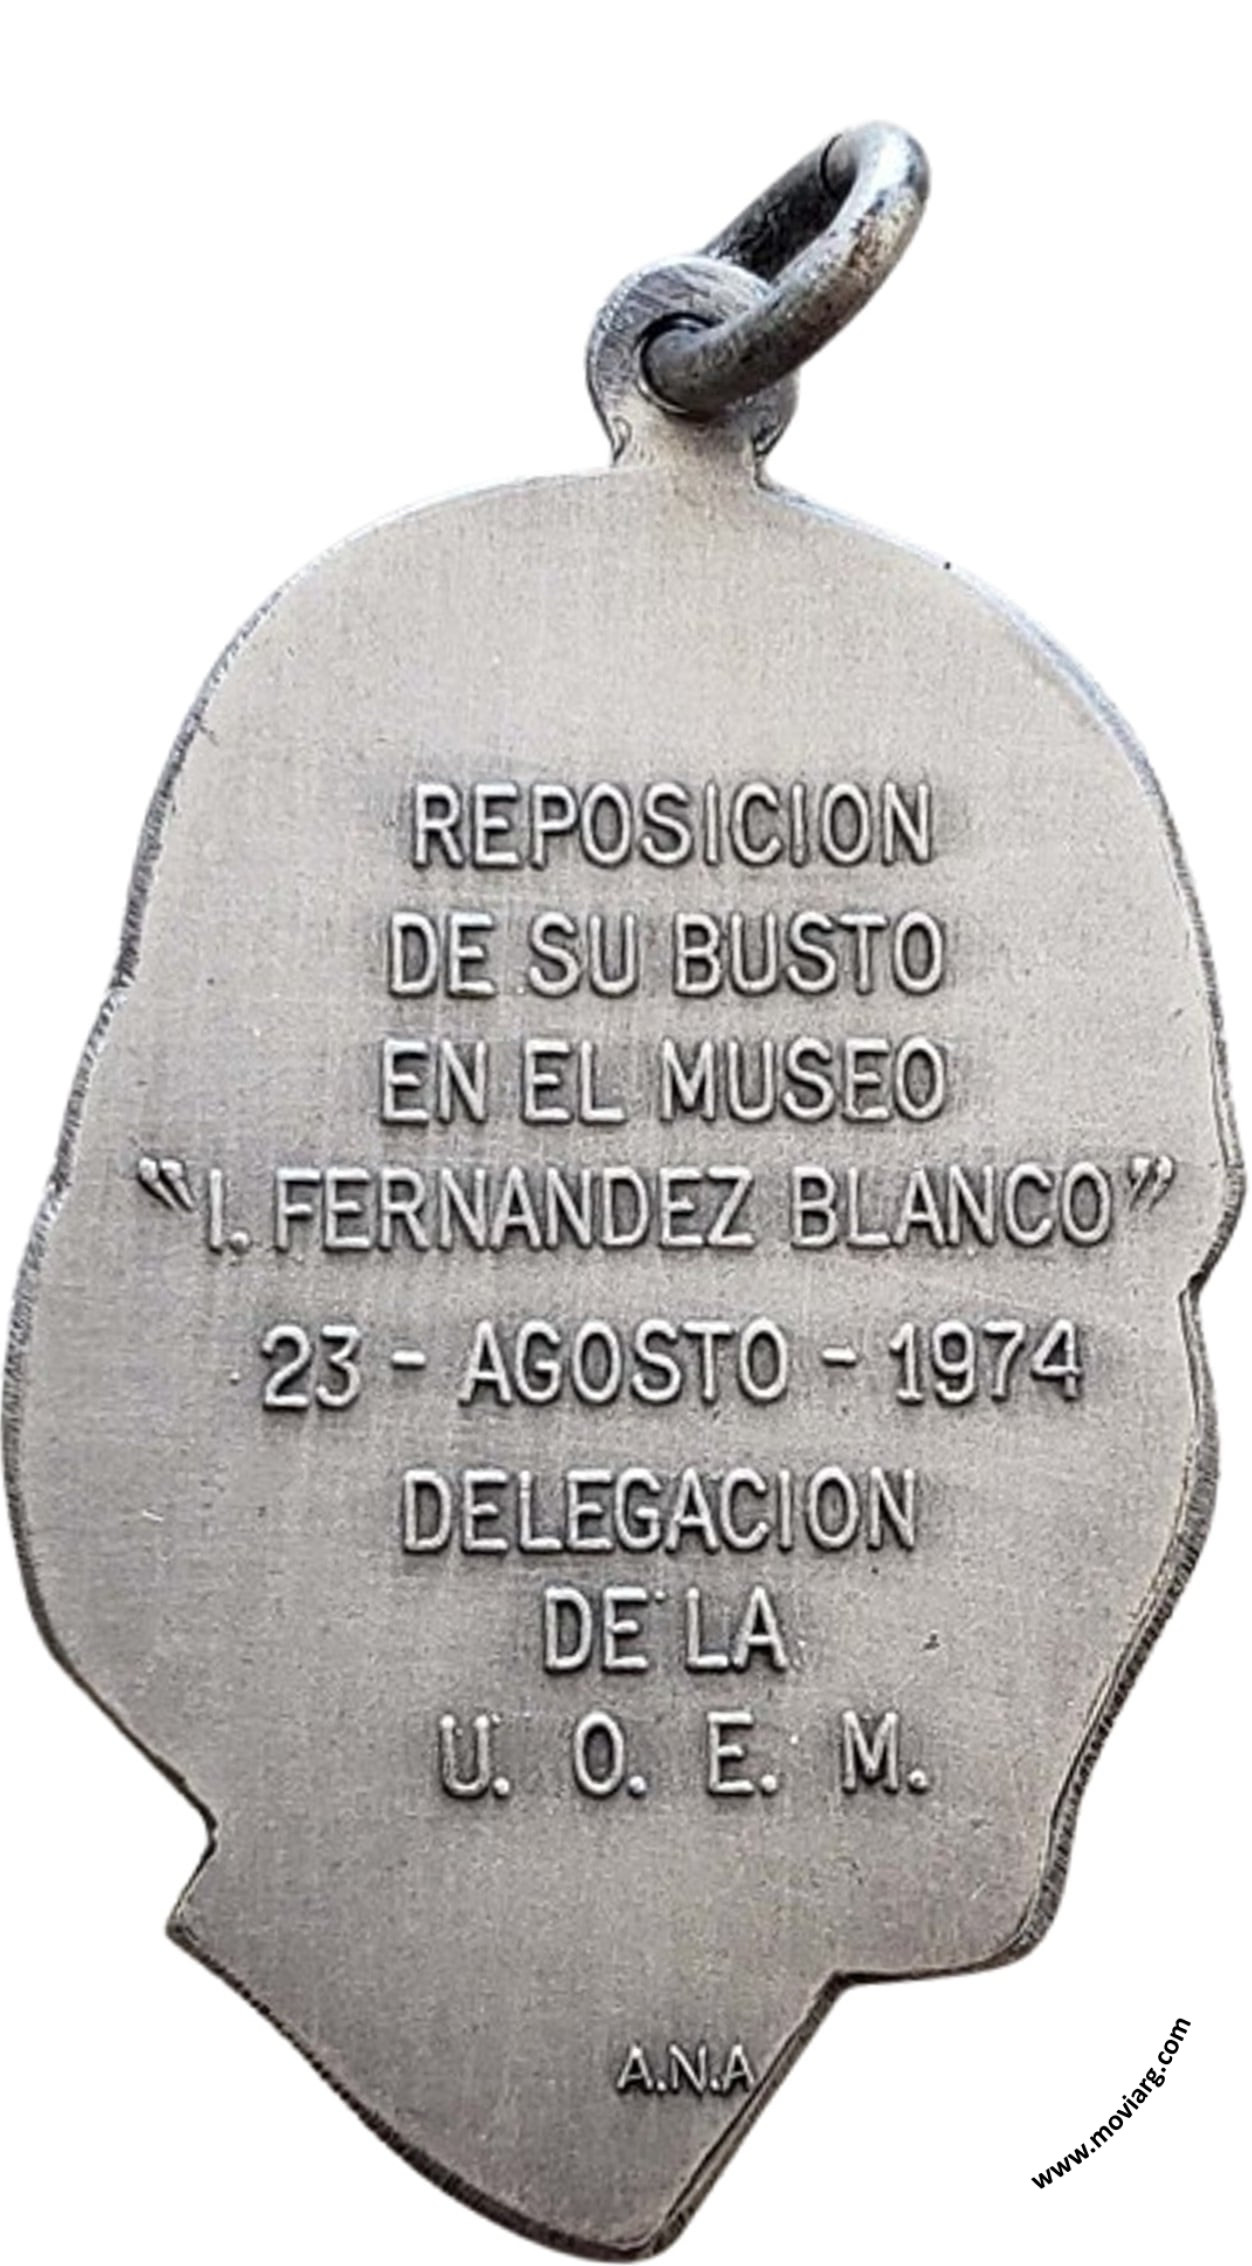 REPOSICION
DE SU BUSTO
EN EL MUSEO
"I. FERNANDEZ BLANCO"
23 - AGOSTO - 1974
DELEGACION
DE LA
U. O. E. M.
A.N.A
www.moviarg.com